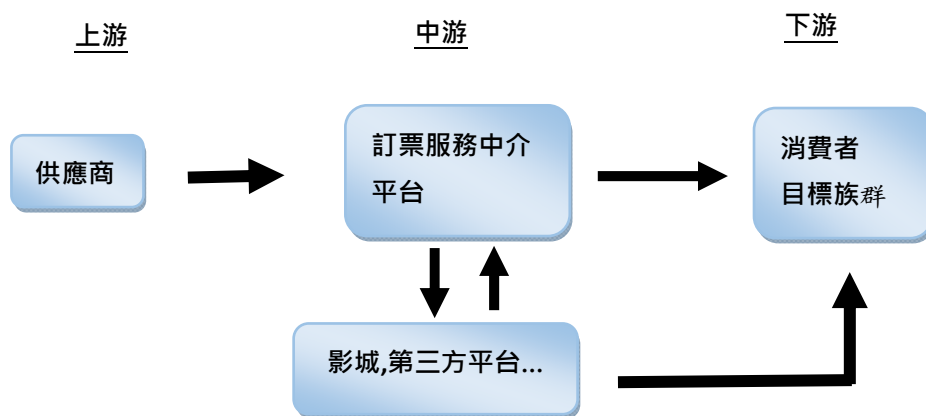 上游
中游
下游
供應商
訂票服務中介
平台
消費者
目標族群
影城,第三方平台...